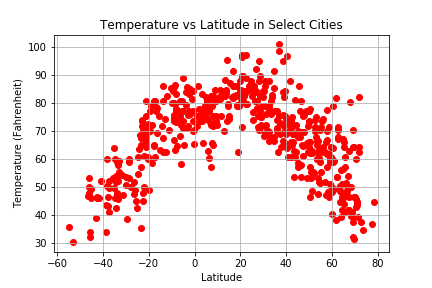 Temperature vs Latitude in Select Cities
Temperature (Fahrenheit)
100
90
80
70
60
50
40
30
−60 −40 −20 0 20 40 60 80
Latitude